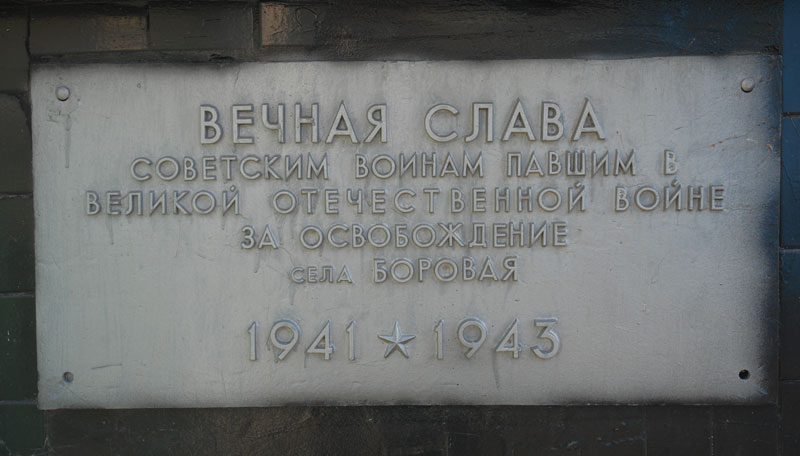 ВЕЧНАЯ СЛАВА
СОВЕТСКИМ ВОИНАМ ПАВШИМ В
ВЕЛИКОЙ ОТЕЧЕСТВЕННОЙ ВОЙНЕ
ЗА ОСВОБОЖДЕНИЕ
СЕЛА БОРОВАЯ
1941 ★ 1943